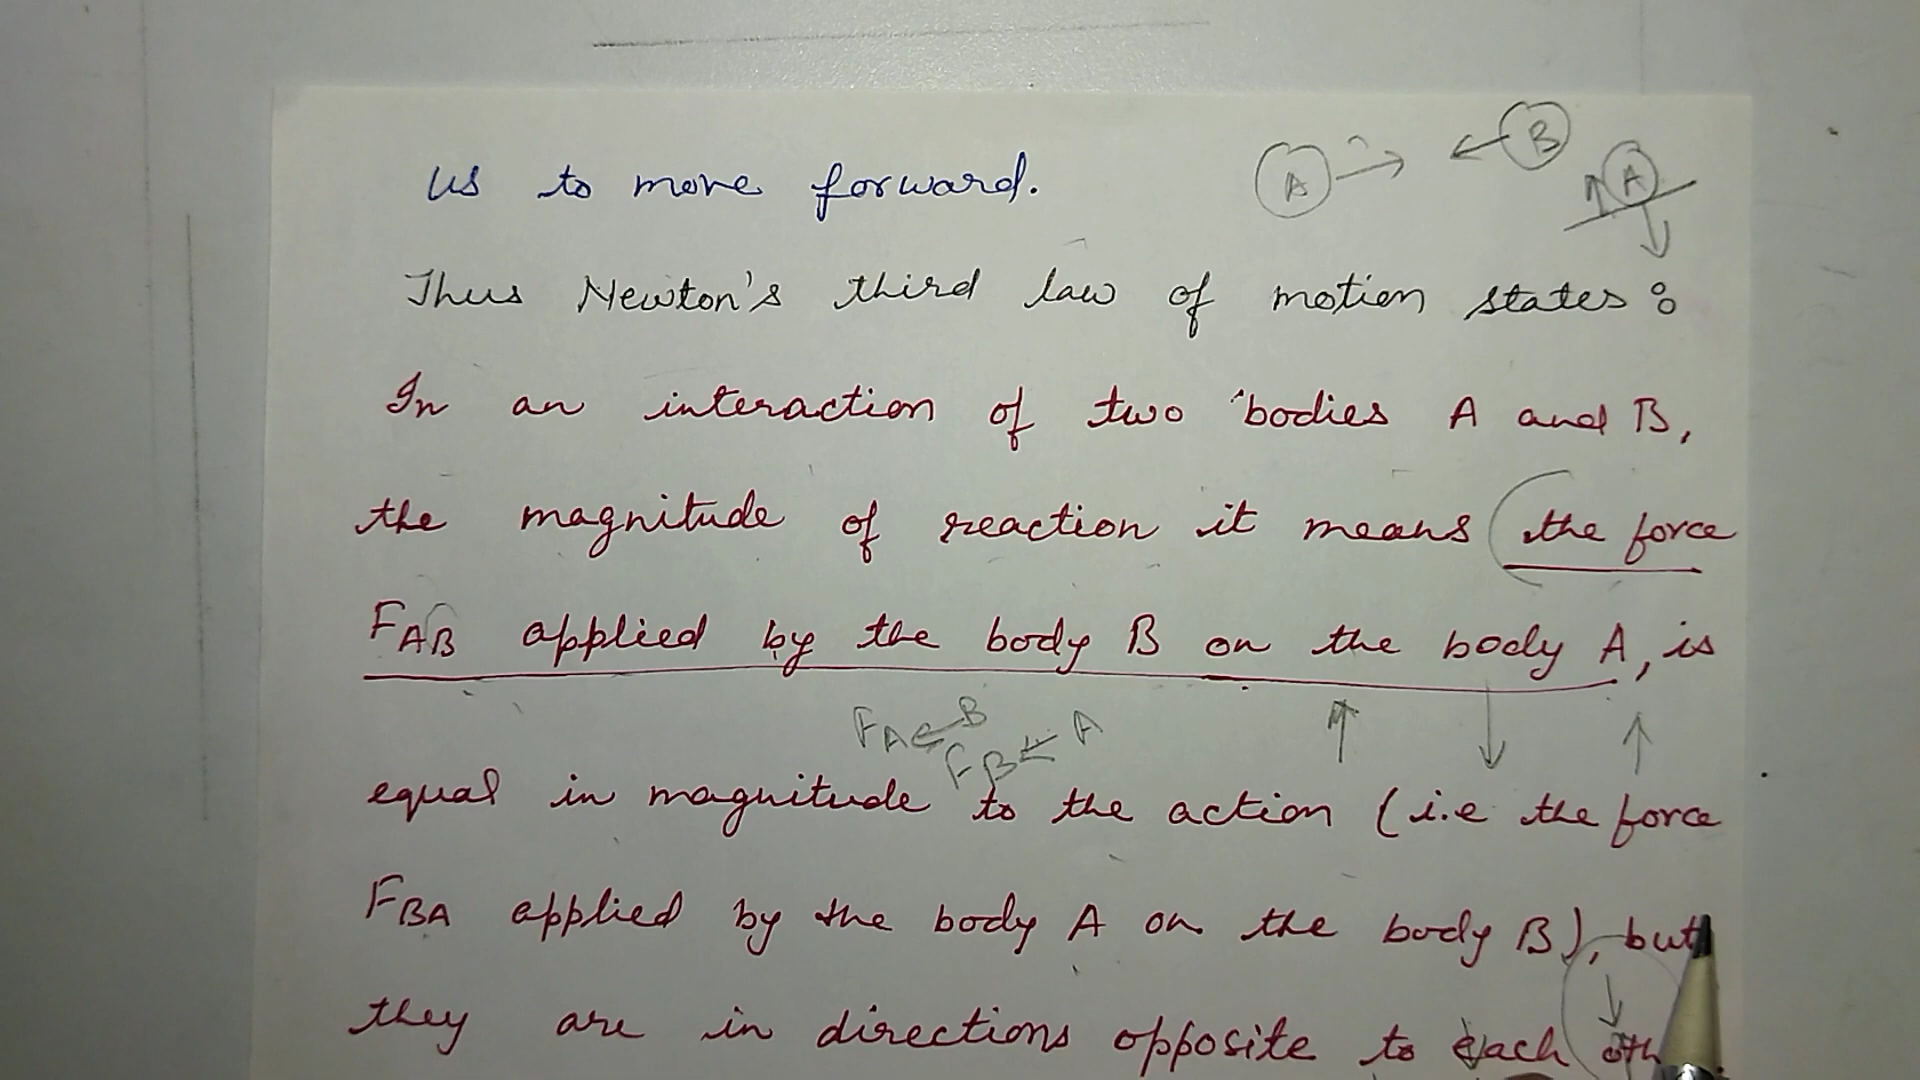 A B
A
us to move forward.
Thus Newton's third law of motion states :
In an interaction of two bodies A and B,
the magnitude of reaction it means (the force
FAB applied by the body B on the body A, is
FA B
FB A
equal in magnitude to the action (i.e the force
FBA applied by the body A on the body B), but
they are in directions opposite to each oth